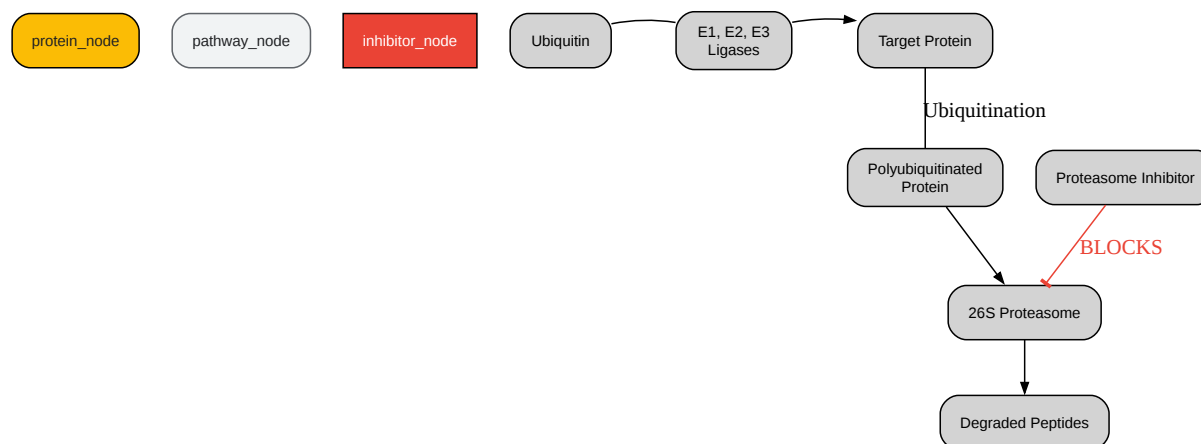 protein_node
pathway_node
inhibitor_node
Ubiquitin
E1, E2, E3
Ligases
Target Protein
Ubiquitination
Polyubiquitinated
Protein
Proteasome Inhibitor
BLOCKS
26S Proteasome
Degraded Peptides